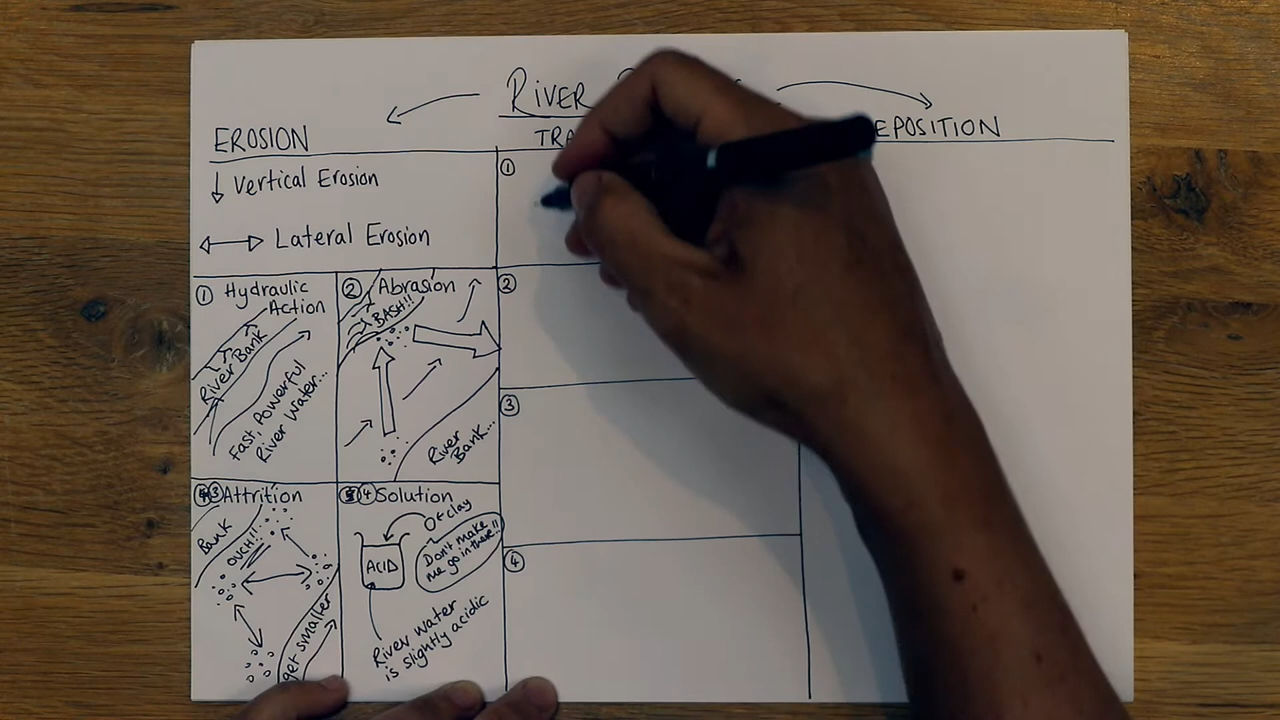 RIVER
EROSION
TRA
EPOSITION
Vertical Erosion
Lateral Erosion
① Hydraulic
Action
River Bank
Fast, Powerful
River Water...
② Abrasion
BASH!!
River
Bank...
③ Attrition
Bank
OUCH!!
get smaller
④ Solution
clay
Don't make
me go in there!!
ACID
River water
is slightly acidic
①
②
③
④